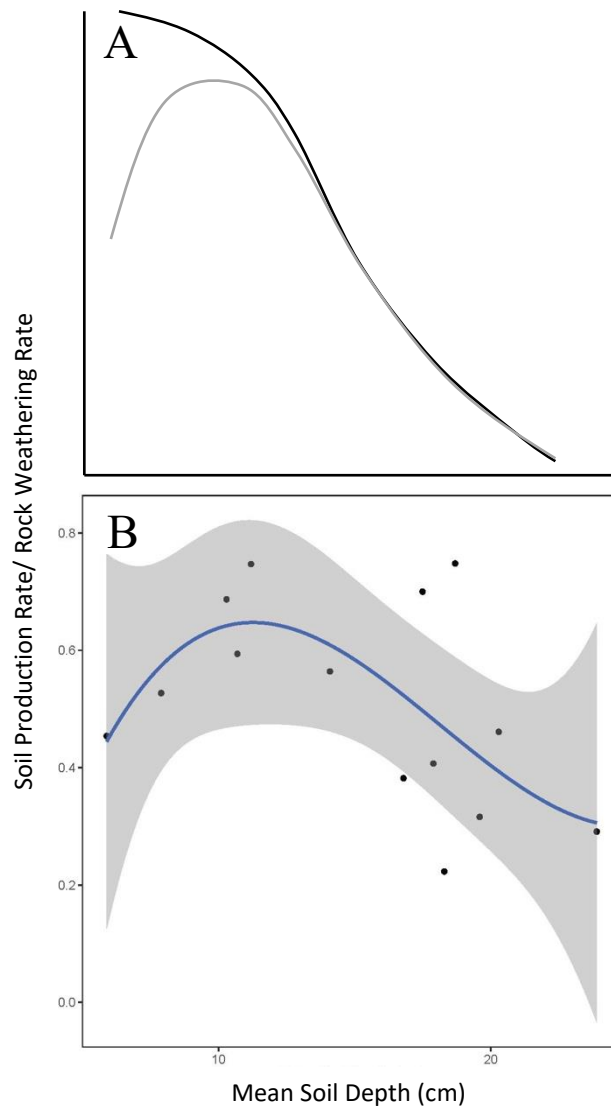 A
Soil Production Rate/ Rock Weathering Rate
B
0.8
0.6
0.4
0.2
0.0
10
20
Mean Soil Depth (cm)